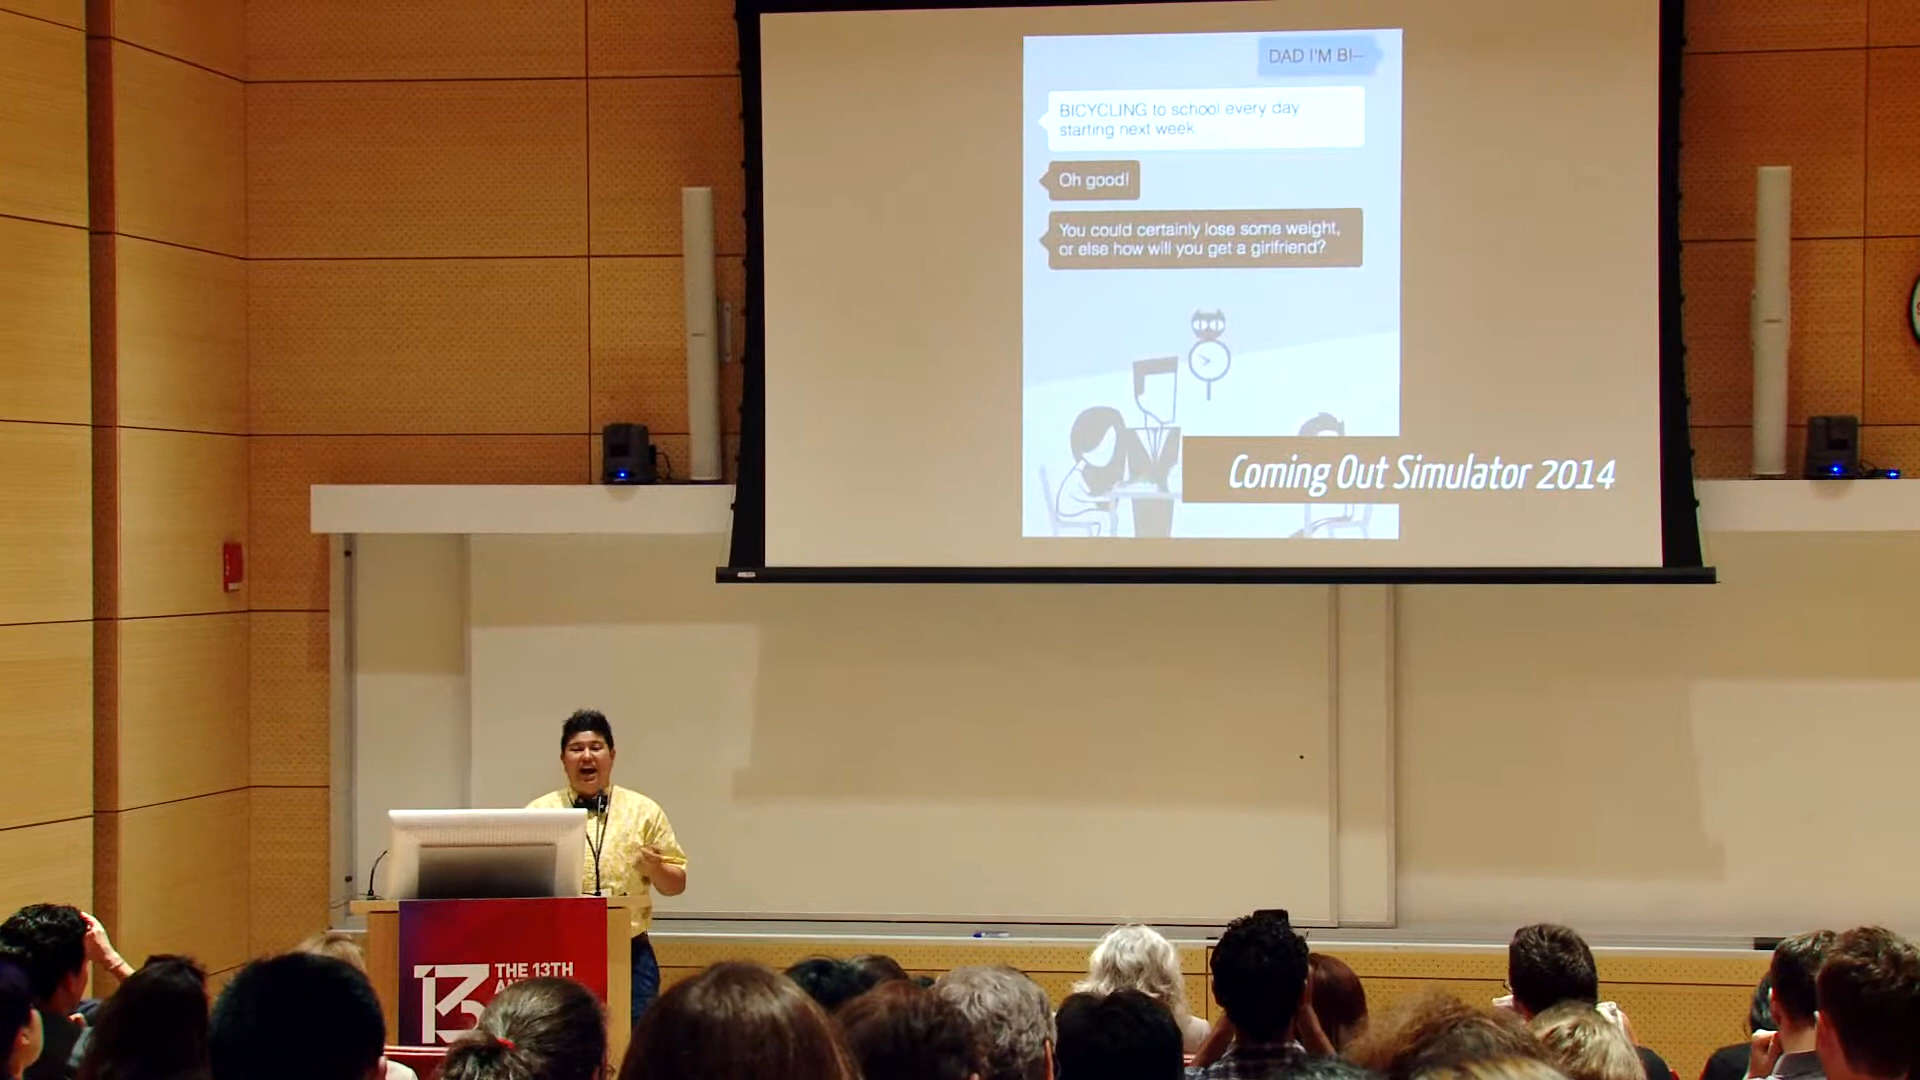 DAD I'M BI–
BICYCLING to school every day
starting next week.
Oh good!
You could certainly lose some weight,
or else how will you get a girlfriend?
Coming Out Simulator 2014
13
THE 13TH